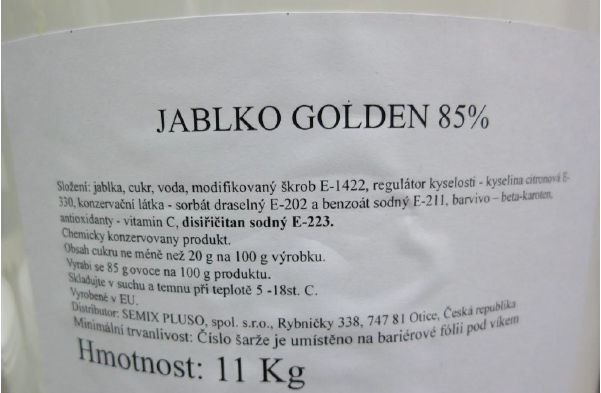 JABLKO GOLDEN 85%
Složení: jablka, cukr, voda, modifikovaný škrob E-1422, regulátor kyselosti - kyselina citronová E-
330, konzervační látka - sorbát draselný E-202 a benzoát sodný E-211, barvivo – beta-karoten,
antioxidanty - vitamin C, disiřičitan sodný E-223.
Chemicky konzervovany produkt.
Obsah cukru ne méně než 20 g na 100 g výrobku.
Vyrábí se 85 g ovoce na 100 g produktu.
Skladujte v suchu a temnu při teplotě 5 -18st. C.
Vyrobené v EU.
Distributor: SEMIX PLUSO, spol. s.r.o., Rybničky 338, 747 81 Otice, Česká republika
Minimální trvanlivost: Číslo šarže je umístěno na bariérové fólii pod víkem
Hmotnost: 11 Kg